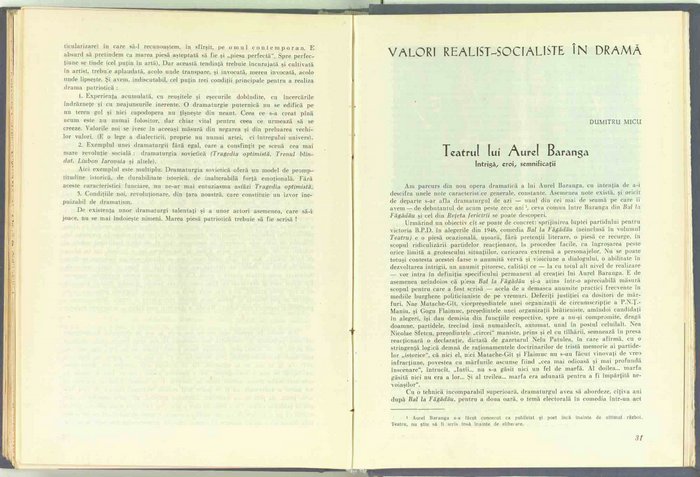 ticularizarei în care să-l recunoaștem, în sfîrșit, pe omul contemporan. E
absurd să pretindem ca marea piesă așteptată să fie și „piesa perfectă”. Spre perfec-
țiune se tinde (cel puțin în artă). Dar această tendință trebuie încurajată și cultivată
în artist, trebuie aplaudată, acolo unde transpare, și invocată, mereu invocată, acolo
unde lipsește. Și avem, indiscutabil, cel puțin trei condiții principale pentru a realiza
drama patriotică :
1. Experiența acumulată, cu reușitele și eșecurile dobîndite, cu încercările
îndrăznețe și cu neajunsurile inerente. O dramaturgie puternică nu se edifică pe
un teren gol și nici capodopera nu țîșnește din neant. Ceea ce s-a creat pînă
acum este nu numai folositor, dar chiar vital pentru ceea ce urmează să se
creeze. Valorile noi se ivesc în aceeași măsură din negarea și din preluarea vechi-
lor valori. (E o lege a dialecticii, proprie nu numai artei, ci întregului univers).
2. Exemplul unei dramaturgii fără egal, care a consfințit pe scenă cea mai
mare revoluție socială : dramaturgia sovietică (Tragedia optimistă, Trenul blin-
dat, Liubov Iarovaia și altele).
Aici exemplul este multiplu. Dramaturgia sovietică oferă un model de promp-
titudine istorică, de durabilitate istorică, de inalterabilă forță emoțională. Fără
aceste caracteristici funciare, nu ne-ar mai entuziasma astăzi Tragedia optimistă.
3. Condițiile noi, revoluționare, din țara noastră, care constituie un izvor ine-
puizabil de dramatism.
De existența unor dramaturgi talentați și a unor actori asemenea, care să-i
joace, nu se mai îndoiește nimeni. Marea piesă patriotică trebuie să fie scrisă !
VALORI REALIST-SOCIALISTE ÎN DRAMĂ
DUMITRU MICU
Teatrul lui Aurel Baranga
Intrigă, eroi, semnificații
Am parcurs din nou opera dramatică a lui Aurel Baranga, cu intenția de a-i
descifra unele note caracteristice generale, constante. Asemenea note există, și oricît
de departe s-ar afla dramaturgul de azi — unul din cei mai de seamă pe care îi
avem — de debutantul de acum peste zece ani ¹, ceva comun între Baranga din Bal la
Făgădău și cel din Rețeta fericirii se poate descoperi.
Urmărind un obiectiv cît se poate de concret: sprijinirea luptei partidului pentru
victoria B.P.D. în alegerile din 1946, comedia Bal la Făgădău (neinclusă în volumul
Teatru) e o piesă ocazională, ușoară, fără pretenții literare, o piesă ce recurge, în
scopul ridiculizării partidelor reacționare, la procedee facile, cu îngroșarea peste
orice limită a grotescului situațiilor, caricarea extremă a personajelor. Nu se poate
totuși contesta acestei farse o anumită vervă și vioiciune a dialogului, o abilitate în
dezvoltarea intrigii, un anumit pitoresc, calități ce — la cu totul alt nivel de realizare
— vor intra în definiția specificului permanent al creației lui Aurel Baranga. E de
asemenea neîndoios că piesa Bal la Făgădău și-a atins într-o apreciabilă măsură
scopul pentru care a fost scrisă — acela de a demasca anumite practici frecvente în
mediile burgheze politicianiste de pe vremuri. Deferiți justiției ca dositori de măr-
furi, Nae Matache-Gît, vicepreședintele unei organizații de circumscripție a P.N.Ț.-
Maniu, și Gogu Flaimuc, președintele unei organizații brătieniste, amîndoi candidați
în alegeri, își dau demisia din funcțiile respective, spre a nu-și compromite, dragă
doamne, partidele, trecînd însă numaidecît, automat, unul în postul celuilalt. Nea
Nicolae Sfetcu, președintele „circei” maniste, prins și el cu tîlhării, semnează în presa
reacționară o declarație, dictată de gazetarul Nelu Patulea, în care afirmă, cu o
stringență logică demnă de raționamentele doctrinarilor de tristă memorie ai partide-
lor „istorice”, că nici el, nici Matache-Gît și Flaimuc nu s-au făcut vinovați de vreo
infracțiune, povestea cu mărfurile ascunse fiind „cea mai odioasă și mai profundă
înscenare”, întrucît, „Întîi... nu s-a găsit nici un fel de marfă. Al doilea... marfa
găsită nici nu era a lor... Și al treilea... marfa era adunată pentru a fi împărțită ne-
voiașilor”.
Cu o tehnică incomparabil superioară, dramaturgul avea să abordeze, cîțiva ani
după Bal la Făgădău, pentru a doua oară, o temă electorală în comedia într-un act
¹ Aurel Baranga s-a făcut cunoscut ca publicist și poet încă înainte de ultimul război.
Teatru, nu știu să fi scris însă înainte de eliberare.
31